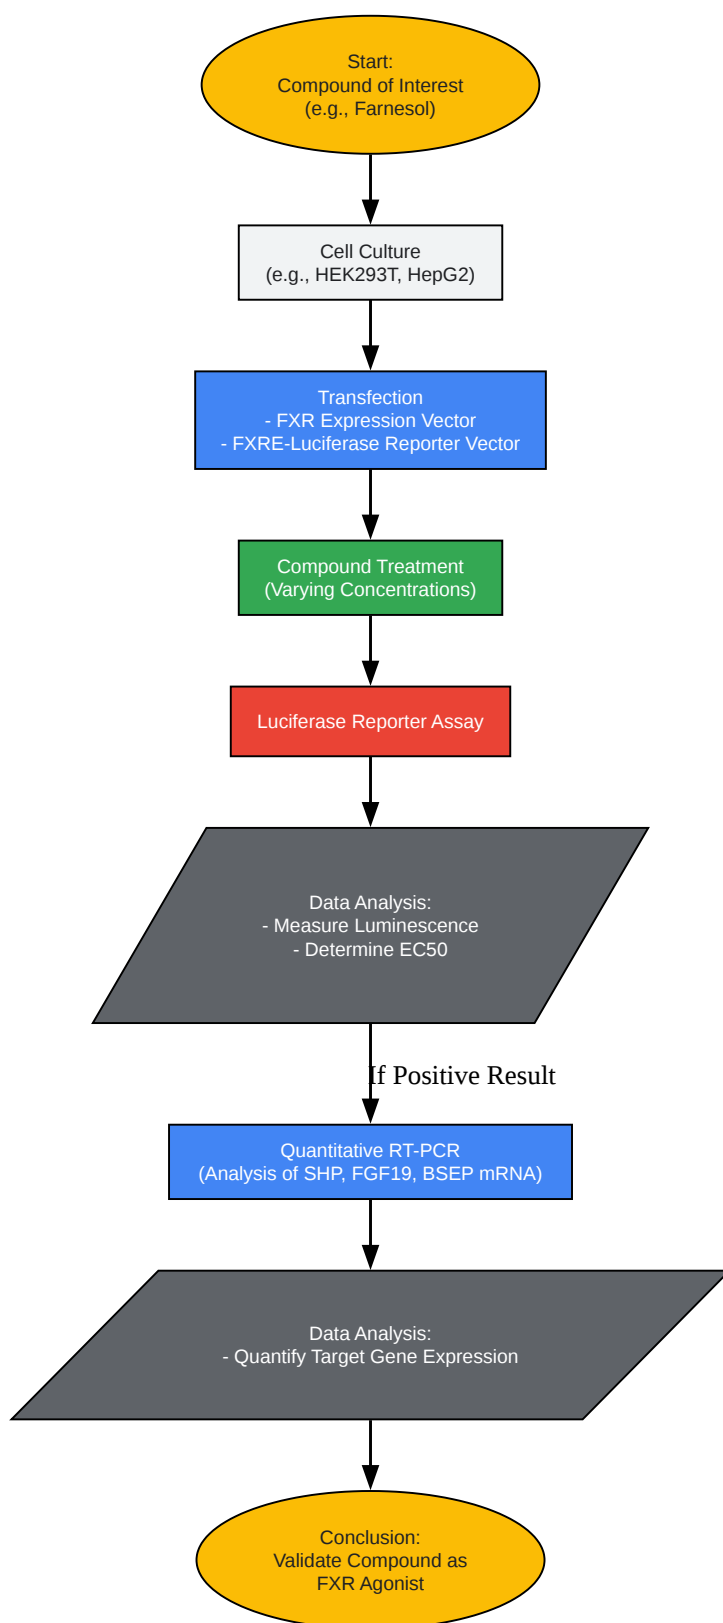 Start:
Compound of Interest
(e.g., Farnesol)
Cell Culture
(e.g., HEK293T, HepG2)
Transfection
- FXR Expression Vector
- FXRE-Luciferase Reporter Vector
Compound Treatment
(Varying Concentrations)
Luciferase Reporter Assay
Data Analysis:
- Measure Luminescence
- Determine EC50
If Positive Result
Quantitative RT-PCR
(Analysis of SHP, FGF19, BSEP mRNA)
Data Analysis:
- Quantify Target Gene Expression
Conclusion:
Validate Compound as
FXR Agonist